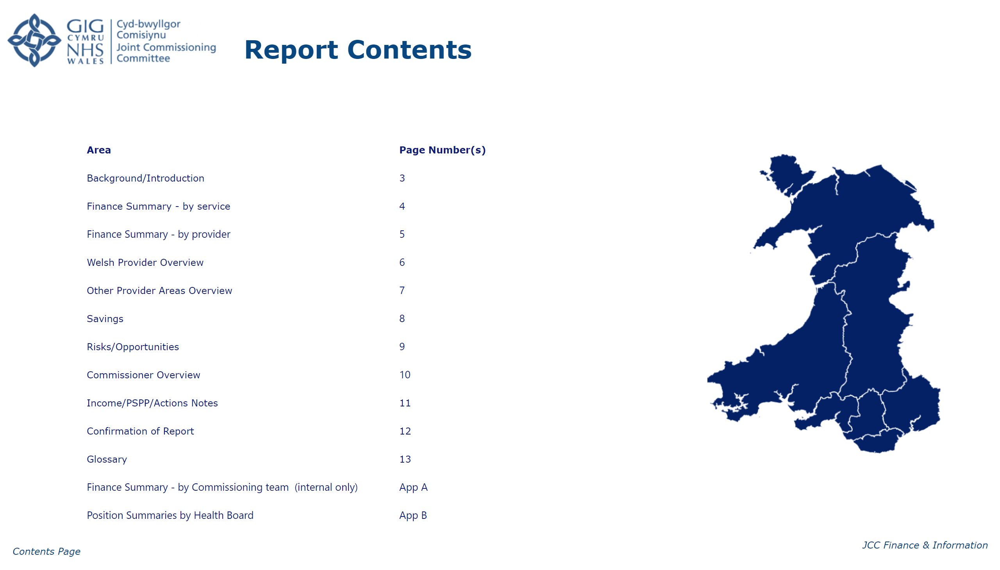 GIG
CYMRU
NHS
WALES
Cyd-bwyllgor
Comisiynu
Joint Commissioning
Committee
Report Contents
Area Page Number(s)
Background/Introduction 3
Finance Summary - by service 4
Finance Summary - by provider 5
Welsh Provider Overview 6
Other Provider Areas Overview 7
Savings 8
Risks/Opportunities 9
Commissioner Overview 10
Income/PSPP/Actions Notes 11
Confirmation of Report 12
Glossary 13
Finance Summary - by Commissioning team (internal only) App A
Position Summaries by Health Board App B
Contents Page
JCC Finance & Information